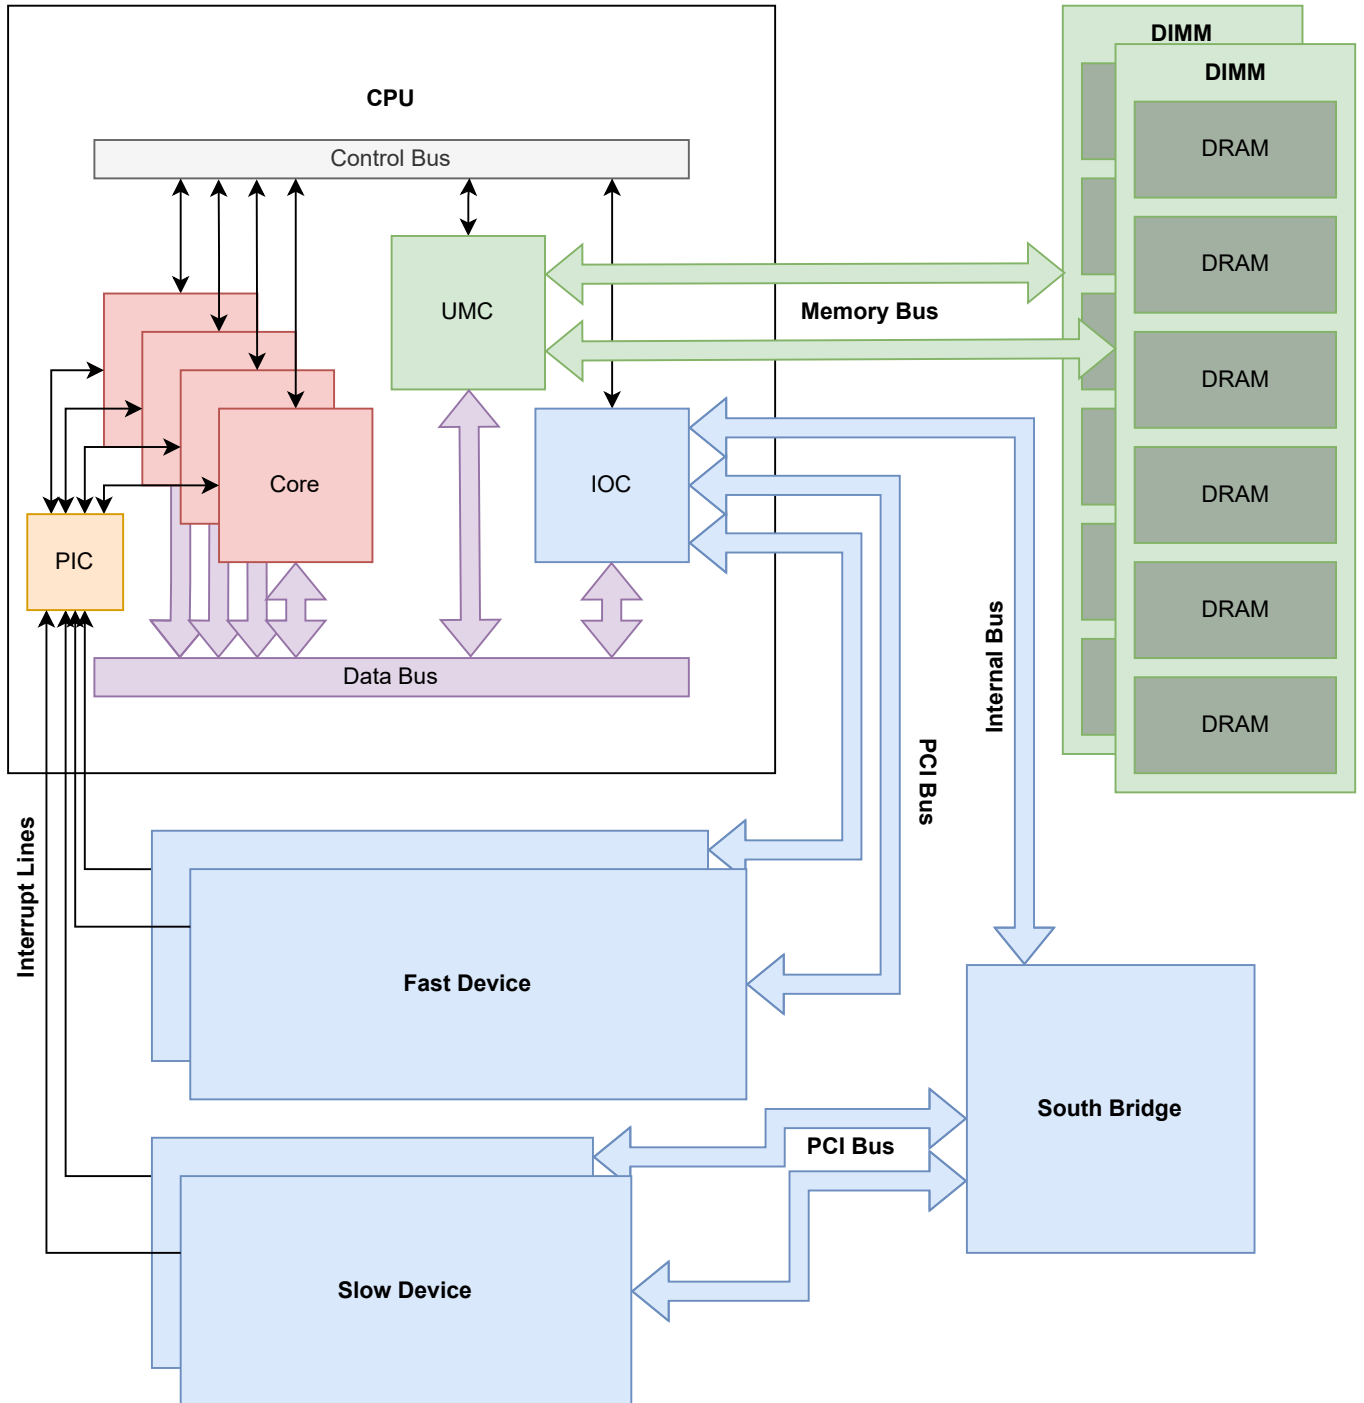 DIMM
DIMM
CPU
DRAM
Control Bus
DRAM
UMC
Memory Bus
DRAM
Core
IOC
DRAM
PIC
DRAM
Internal Bus
Data Bus
DRAM
PCI Bus
Interrupt Lines
Fast Device
South Bridge
PCI Bus
Slow Device